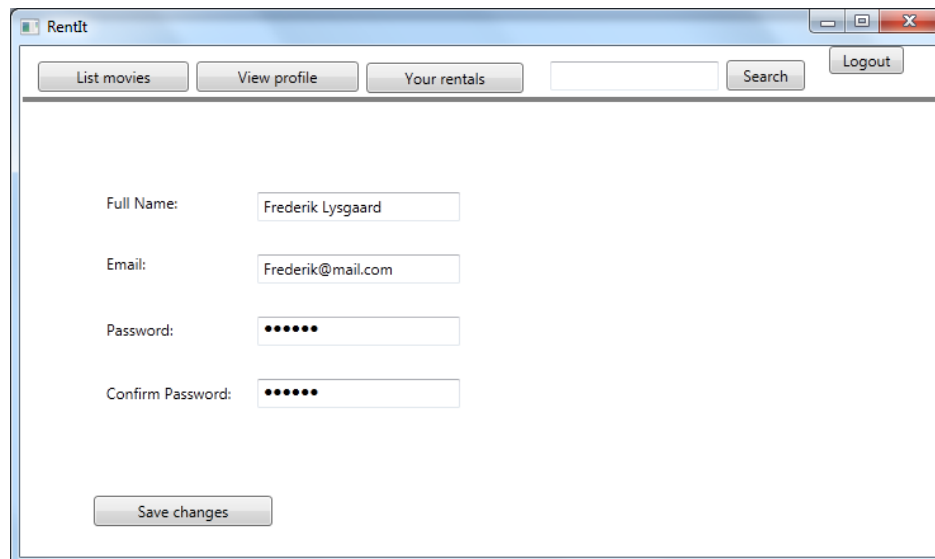 RentIt
List movies View profile Your rentals Search Logout
Full Name: Frederik Lysgaard
Email: Frederik@mail.com
Password: ●●●●●●
Confirm Password: ●●●●●●
Save changes